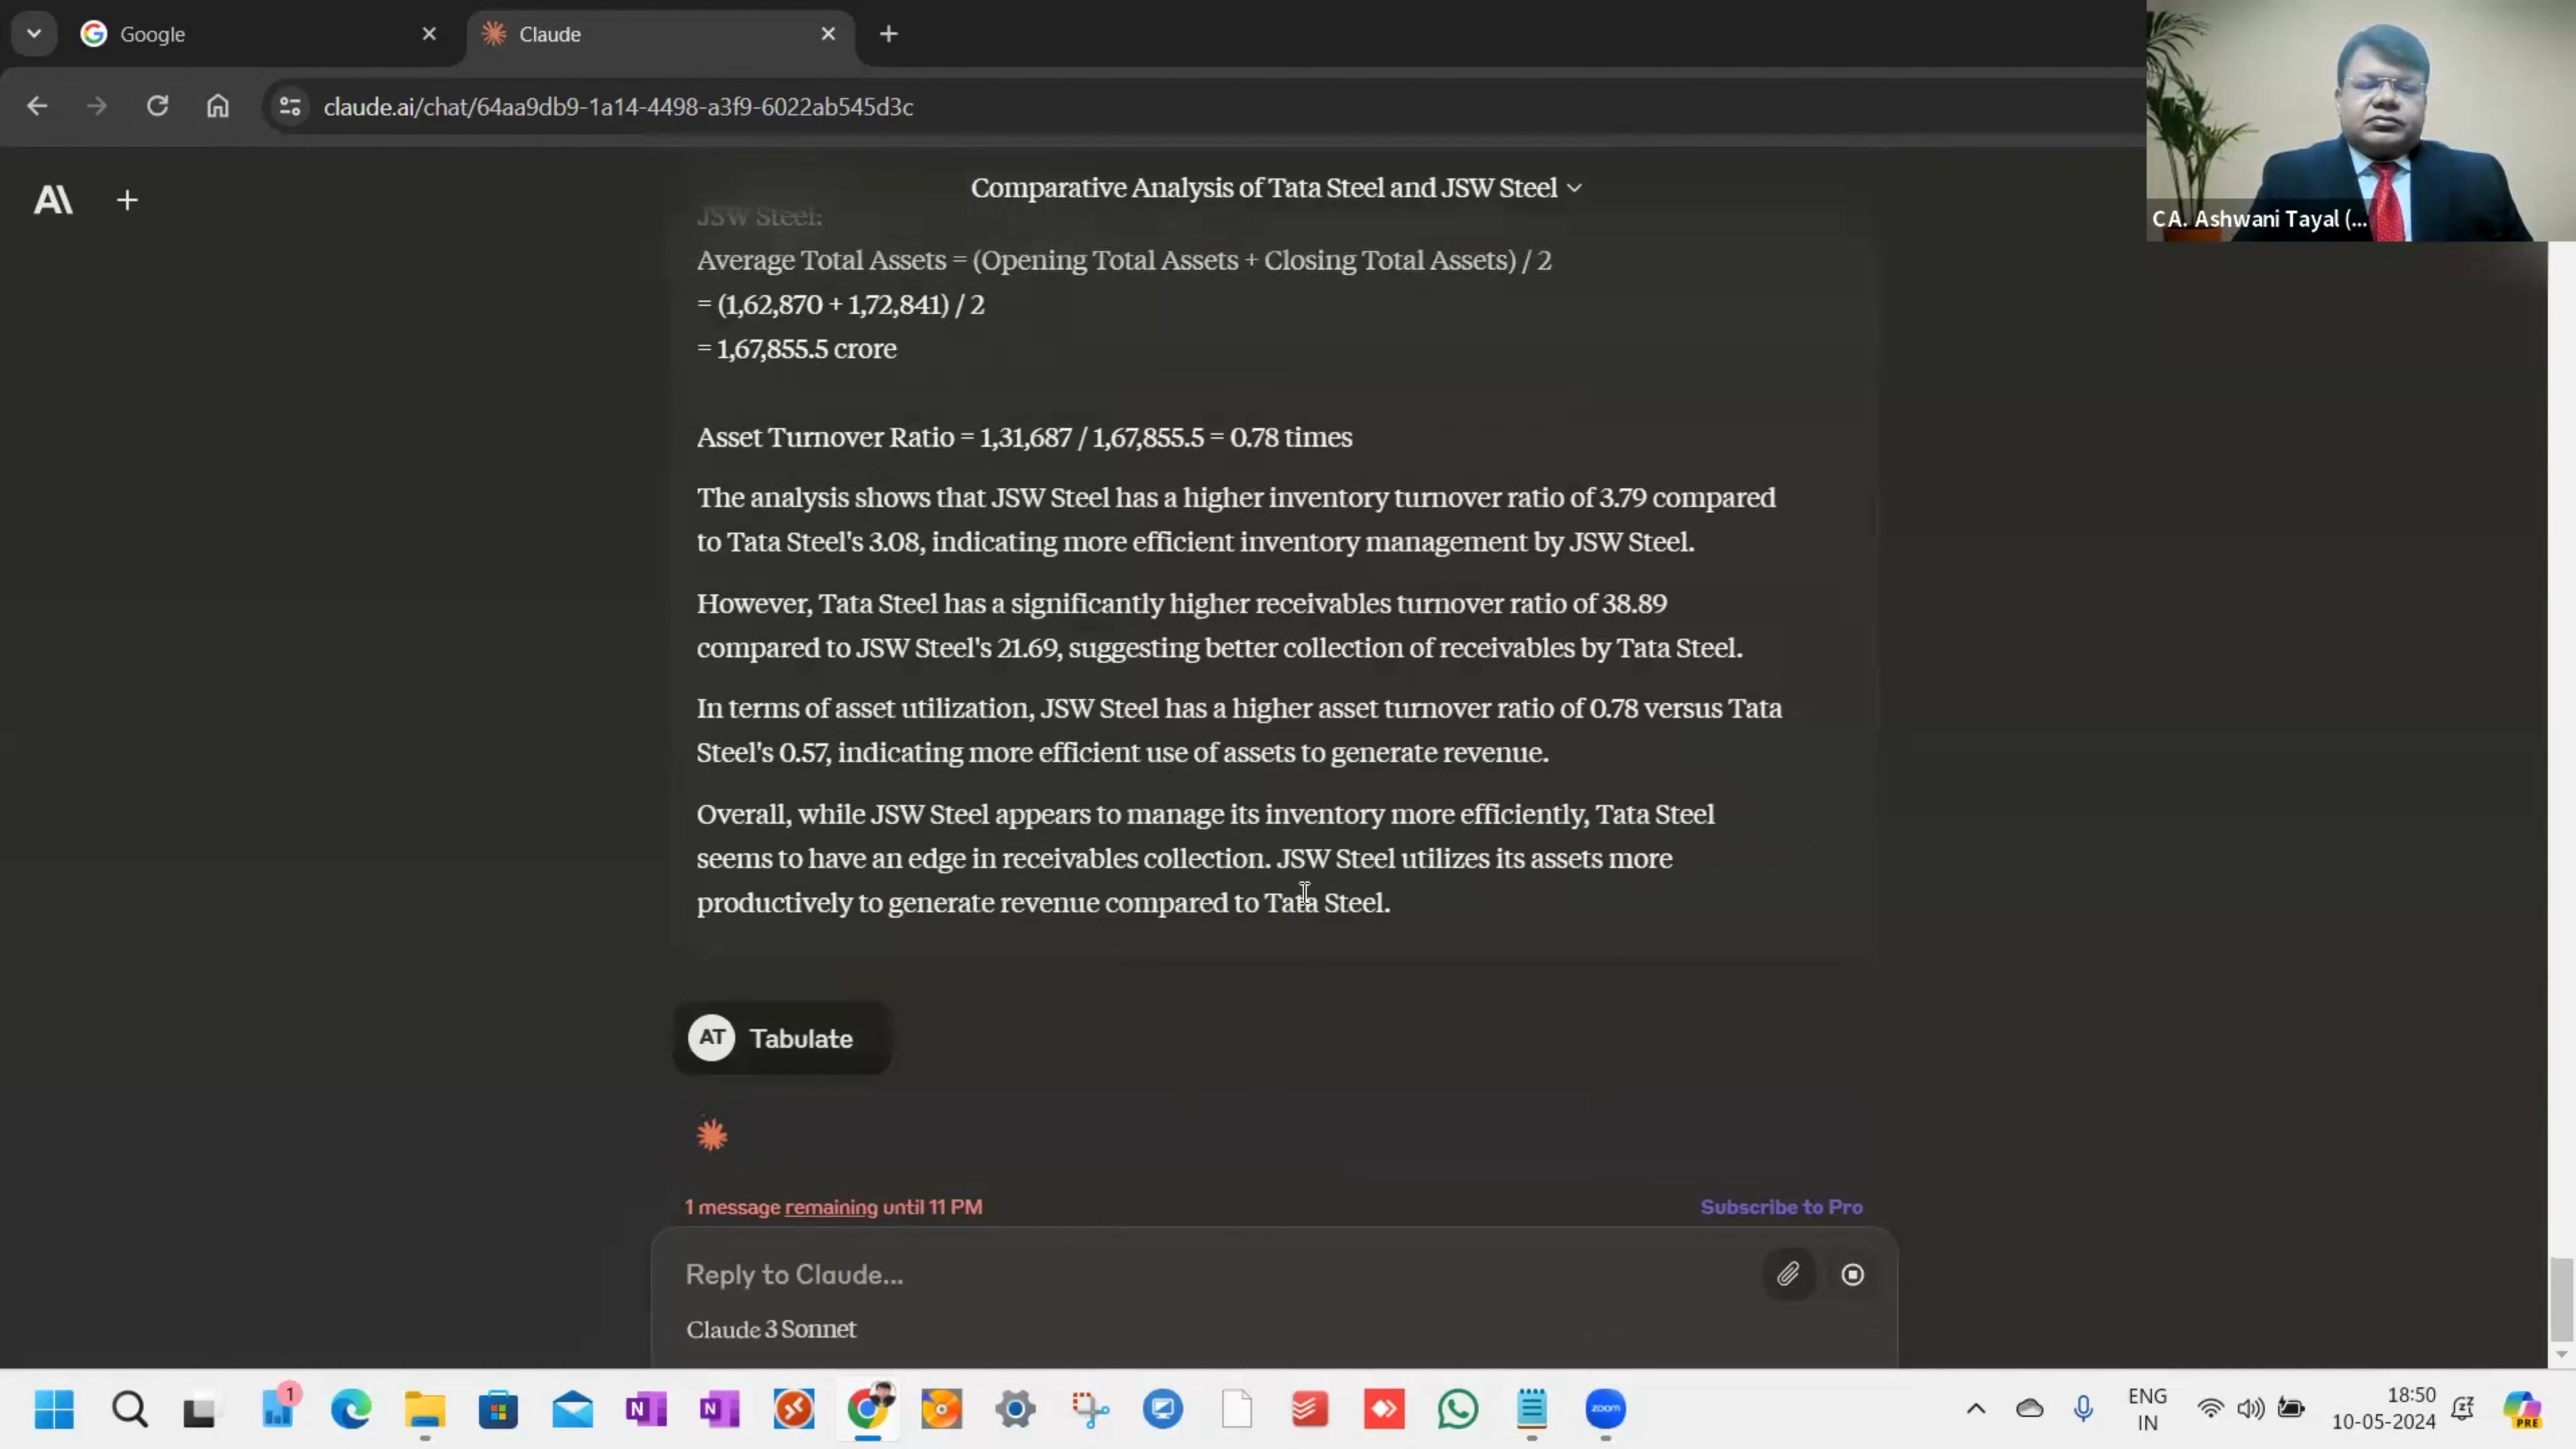 Google
Claude
claude.ai/chat/64aa9db9-1a14-4498-a3f9-6022ab545d3c
CA. Ashwani Tayal (...
A\
Comparative Analysis of Tata Steel and JSW Steel
JSW Steel:
Average Total Assets = (Opening Total Assets + Closing Total Assets) / 2
= (1,62,870 + 1,72,841) / 2
= 1,67,855.5 crore
Asset Turnover Ratio = 1,31,687 / 1,67,855.5 = 0.78 times
The analysis shows that JSW Steel has a higher inventory turnover ratio of 3.79 compared
to Tata Steel's 3.08, indicating more efficient inventory management by JSW Steel.
However, Tata Steel has a significantly higher receivables turnover ratio of 38.89
compared to JSW Steel's 21.69, suggesting better collection of receivables by Tata Steel.
In terms of asset utilization, JSW Steel has a higher asset turnover ratio of 0.78 versus Tata
Steel's 0.57, indicating more efficient use of assets to generate revenue.
Overall, while JSW Steel appears to manage its inventory more efficiently, Tata Steel
seems to have an edge in receivables collection. JSW Steel utilizes its assets more
productively to generate revenue compared to Tata Steel.
AT Tabulate
1 message remaining until 11 PM Subscribe to Pro
Reply to Claude...
Claude 3 Sonnet
1
N
N
zoom
ENG
IN
18:50
10-05-2024
PRE